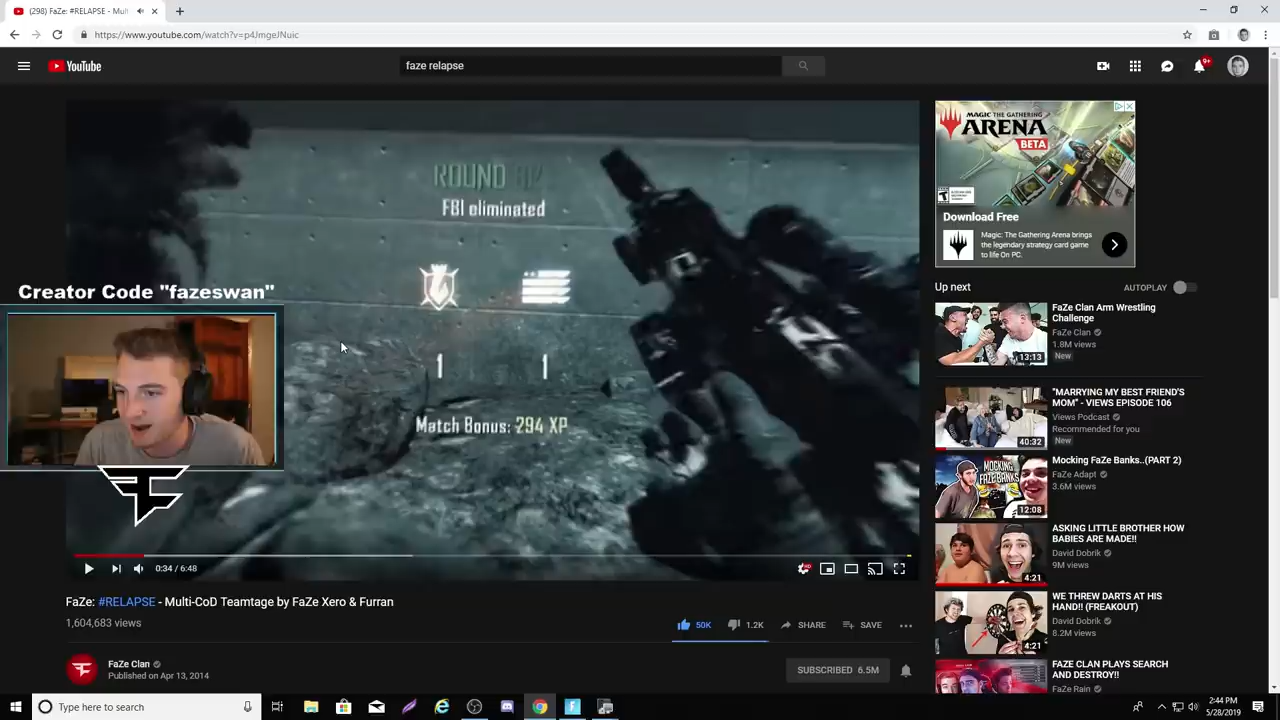 (298) FaZe: #RELAPSE - Mult
https://www.youtube.com/watch?v=p4JmgeJNuic
YouTube
faze relapse
9+
ROUND
FBI eliminated
1 1
Match Bonus: 294 XP
Creator Code "fazeswan"
0:34 / 6:48
HD
FaZe: #RELAPSE - Multi-CoD Teamtage by FaZe Xero & Furran
1,604,683 views
50K
1.2K
SHARE
SAVE
FaZe Clan
Published on Apr 13, 2014
SUBSCRIBED 6.5M
MAGIC THE GATHERING
ARENA
BETA
Download Free
Magic: The Gathering Arena brings
the legendary strategy card game
to life On PC.
Up next
AUTOPLAY
FaZe Clan Arm Wrestling
Challenge
FaZe Clan
1.8M views
New
13:13
"MARRYING MY BEST FRIEND'S
MOM" - VIEWS EPISODE 106
Views Podcast
Recommended for you
New
40:32
Mocking FaZe Banks..(PART 2)
FaZe Adapt
3.6M views
MOCKING
FAZEBANKS
12:08
ASKING LITTLE BROTHER HOW
BABIES ARE MADE!!
David Dobrik
9M views
4:21
WE THREW DARTS AT HIS
HAND!! (FREAKOUT)
David Dobrik
8.2M views
4:21
FAZE CLAN PLAYS SEARCH
AND DESTROY!!
FaZe Rain
Type here to search
2:44 PM
5/28/2019